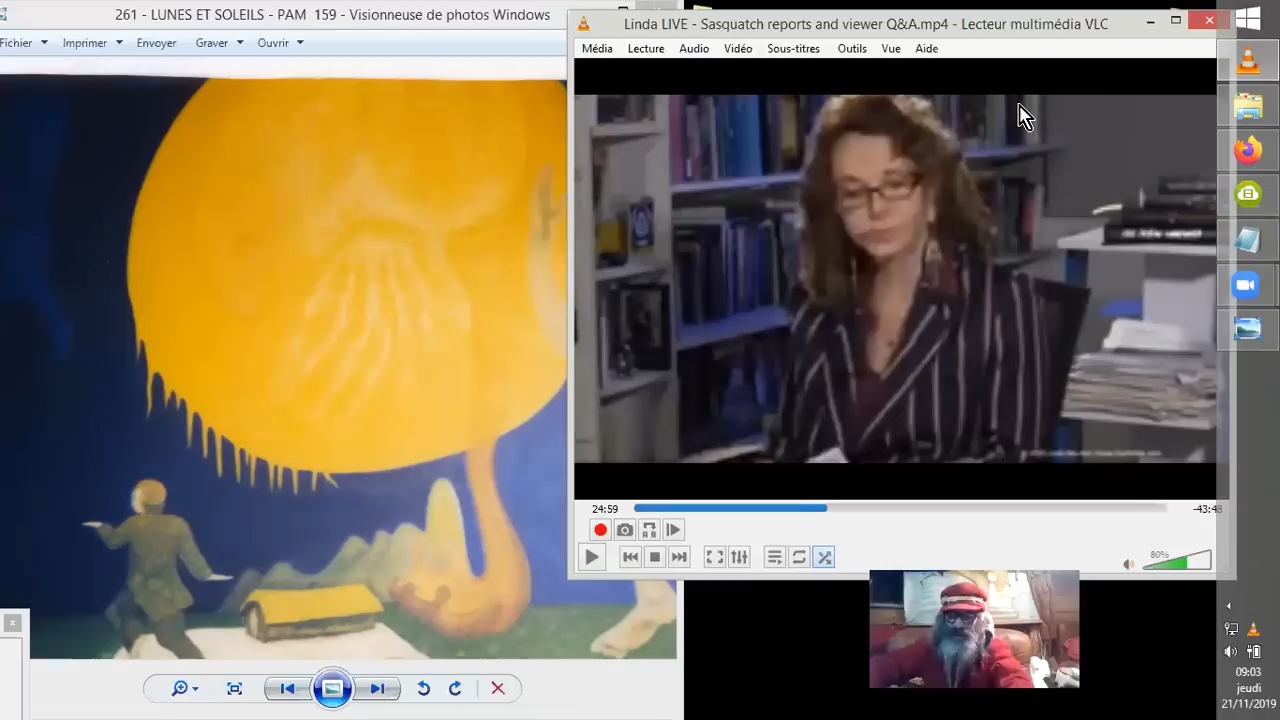 261 - LUNES ET SOLEILS - PAM 159 - Visionneuse de photos Windows
Fichier Imprimer Envoyer Graver Ouvrir
Linda LIVE - Sasquatch reports and viewer Q&A.mp4 - Lecteur multimédia VLC
Média Lecture Audio Vidéo Sous-titres Outils Vue Aide
24:59
-43:48
80%
09:03
jeudi
21/11/2019